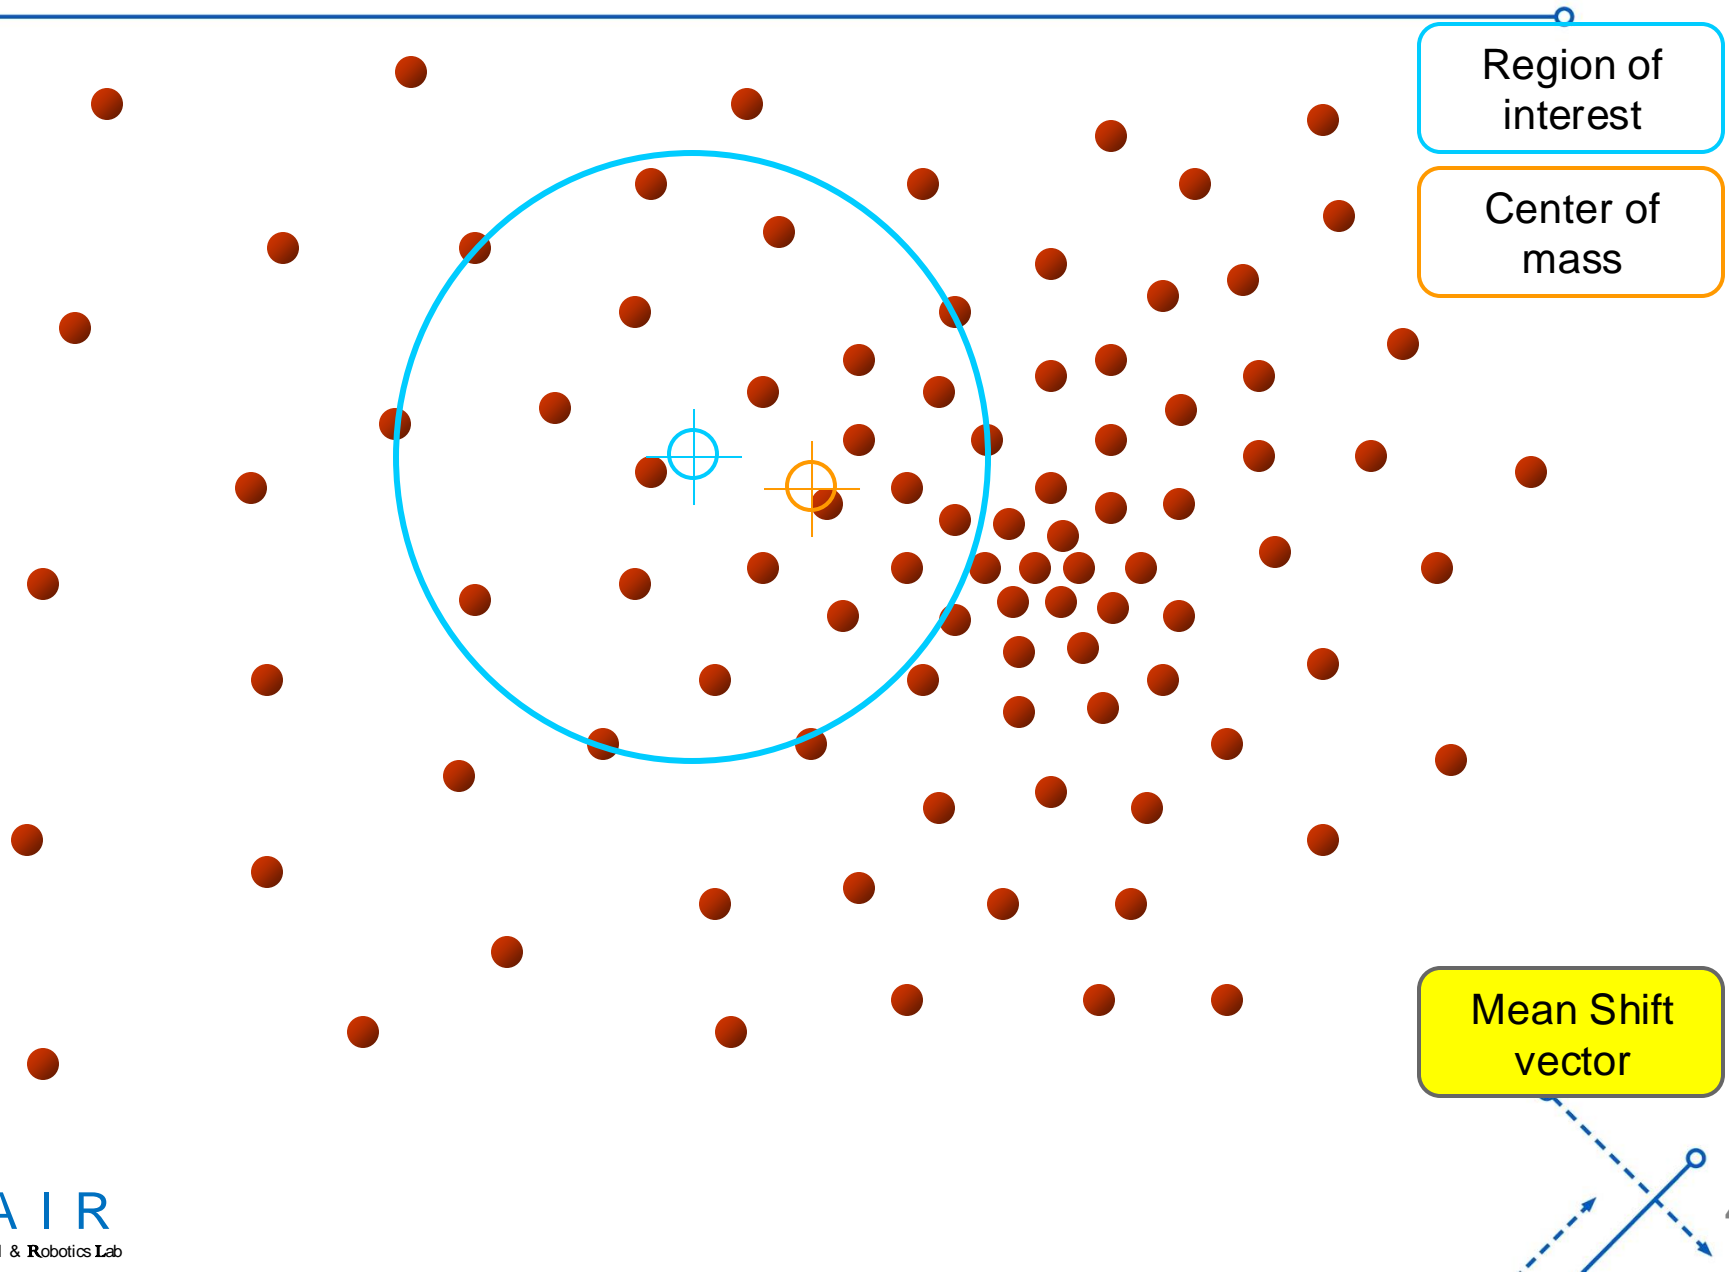 Region of
interest
Center of
mass
Mean Shift
vector
A I R
& Robotics Lab